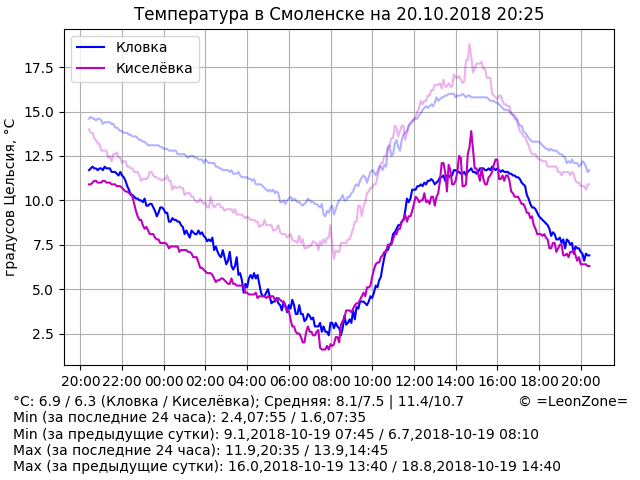 Температура в Смоленске на 20.10.2018 20:25
Кловка
Киселёвка
градусов Цельсия, °C
17.5
15.0
12.5
10.0
7.5
5.0
2.5
20:00 22:00 00:00 02:00 04:00 06:00 08:00 10:00 12:00 14:00 16:00 18:00 20:00
°C: 6.9 / 6.3 (Кловка / Киселёвка); Средняя: 8.1/7.5 | 11.4/10.7 © =LeonZone=
Min (за последние 24 часа): 2.4,07:55 / 1.6,07:35
Min (за предыдущие сутки): 9.1,2018-10-19 07:45 / 6.7,2018-10-19 08:10
Max (за последние 24 часа): 11.9,20:35 / 13.9,14:45
Max (за предыдущие сутки): 16.0,2018-10-19 13:40 / 18.8,2018-10-19 14:40